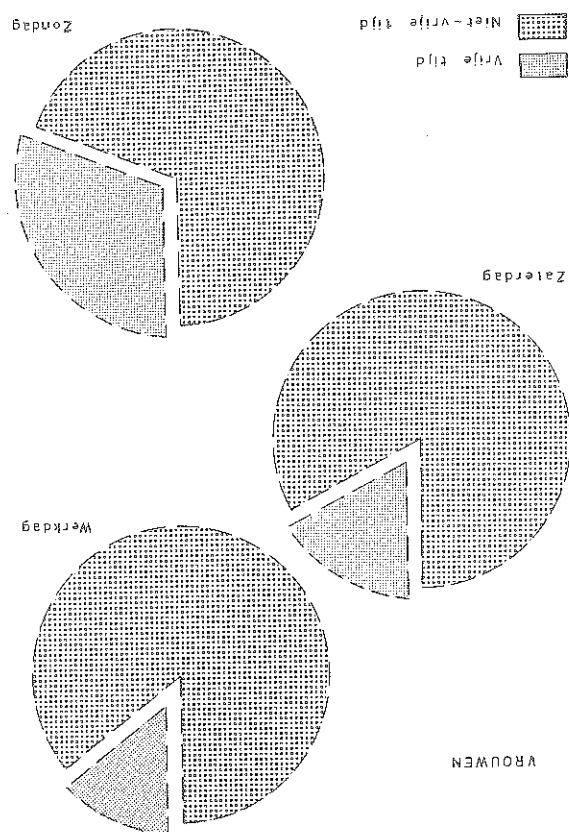 VROUWEN
Werkdag
Zaterdag
Zondag
Vrije tijd
Niet-vrije tijd